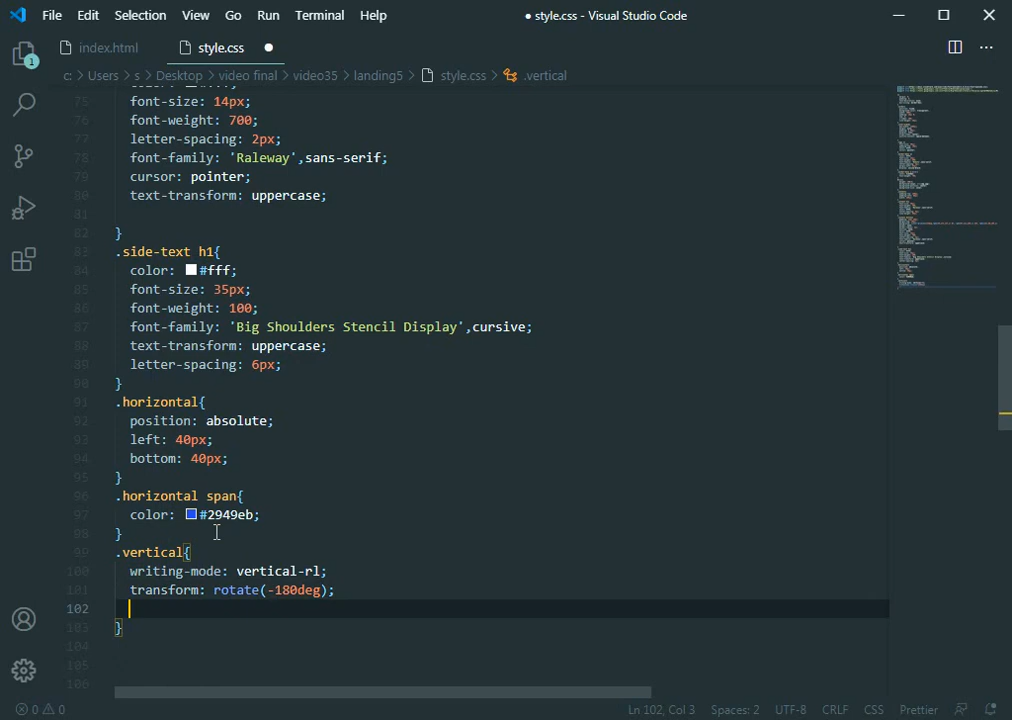 File Edit Selection View Go Run Terminal Help ● style.css - Visual Studio Code
index.html style.css
1
c: > Users > s > Desktop > video final > video35 > landing5 > style.css > .vertical
75 font-size: 14px;
76 font-weight: 700;
77 letter-spacing: 2px;
78 font-family: 'Raleway',sans-serif;
79 cursor: pointer;
80 text-transform: uppercase;
81
82 }
83 .side-text h1{
84 color: #fff;
85 font-size: 35px;
86 font-weight: 100;
87 font-family: 'Big Shoulders Stencil Display',cursive;
88 text-transform: uppercase;
89 letter-spacing: 6px;
90 }
91 .horizontal{
92 position: absolute;
93 left: 40px;
94 bottom: 40px;
95 }
96 .horizontal span{
97 color: #2949eb;
98 }
99 .vertical{
100 writing-mode: vertical-rl;
101 transform: rotate(-180deg);
102
103 }
104
105
106
0 0 Ln 102, Col 3 Spaces: 2 UTF-8 CRLF CSS Prettier